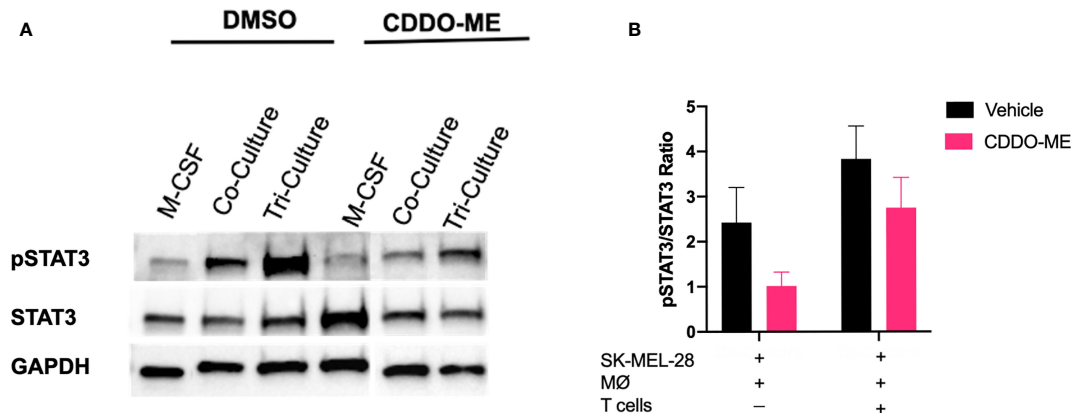 A
DMSO CDDO-ME
M-CSF Co-Culture Tri-Culture M-CSF Co-Culture Tri-Culture
pSTAT3
STAT3
GAPDH
B
pSTAT3/STAT3 Ratio
5
4
3
2
1
0
Vehicle
CDDO-ME
SK-MEL-28 + +
MØ + +
T cells – +